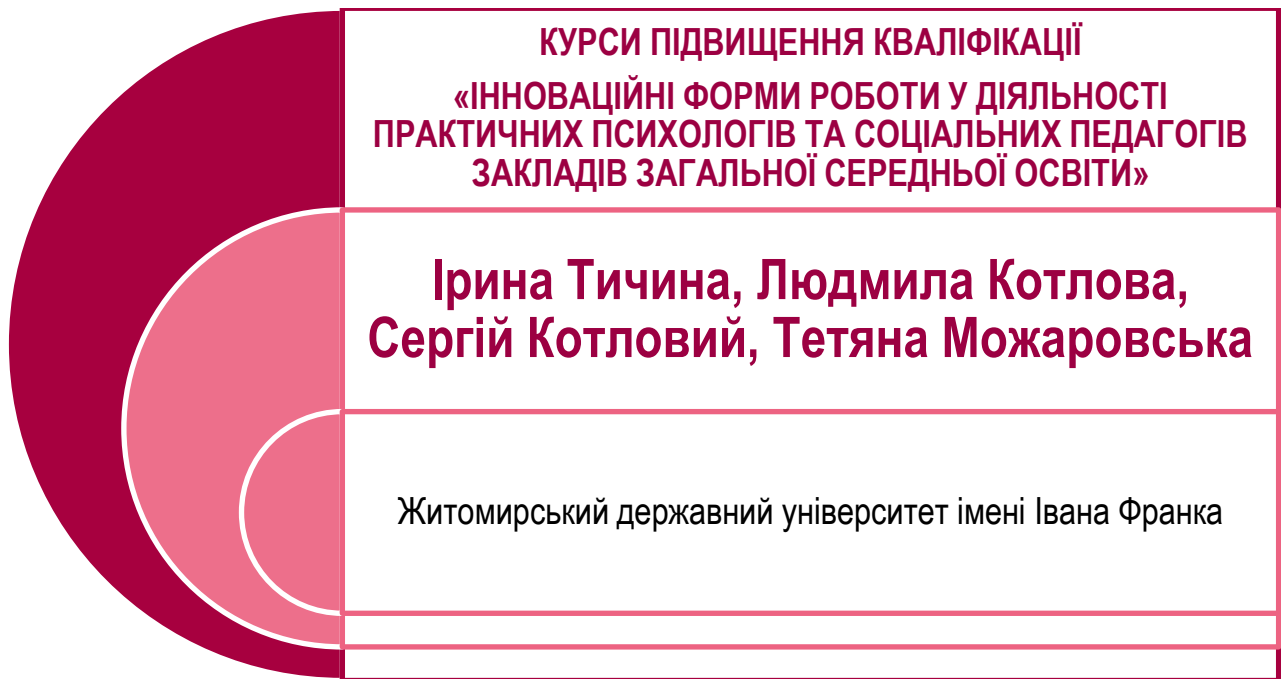 КУРСИ ПІДВИЩЕННЯ КВАЛІФІКАЦІЇ
«ІННОВАЦІЙНІ ФОРМИ РОБОТИ У ДІЯЛЬНОСТІ
ПРАКТИЧНИХ ПСИХОЛОГІВ ТА СОЦІАЛЬНИХ ПЕДАГОГІВ
ЗАКЛАДІВ ЗАГАЛЬНОЇ СЕРЕДНЬОЇ ОСВІТИ»
Ірина Тичина, Людмила Котлова,
Сергій Котловий, Тетяна Можаровська
Житомирський державний університет імені Івана Франка